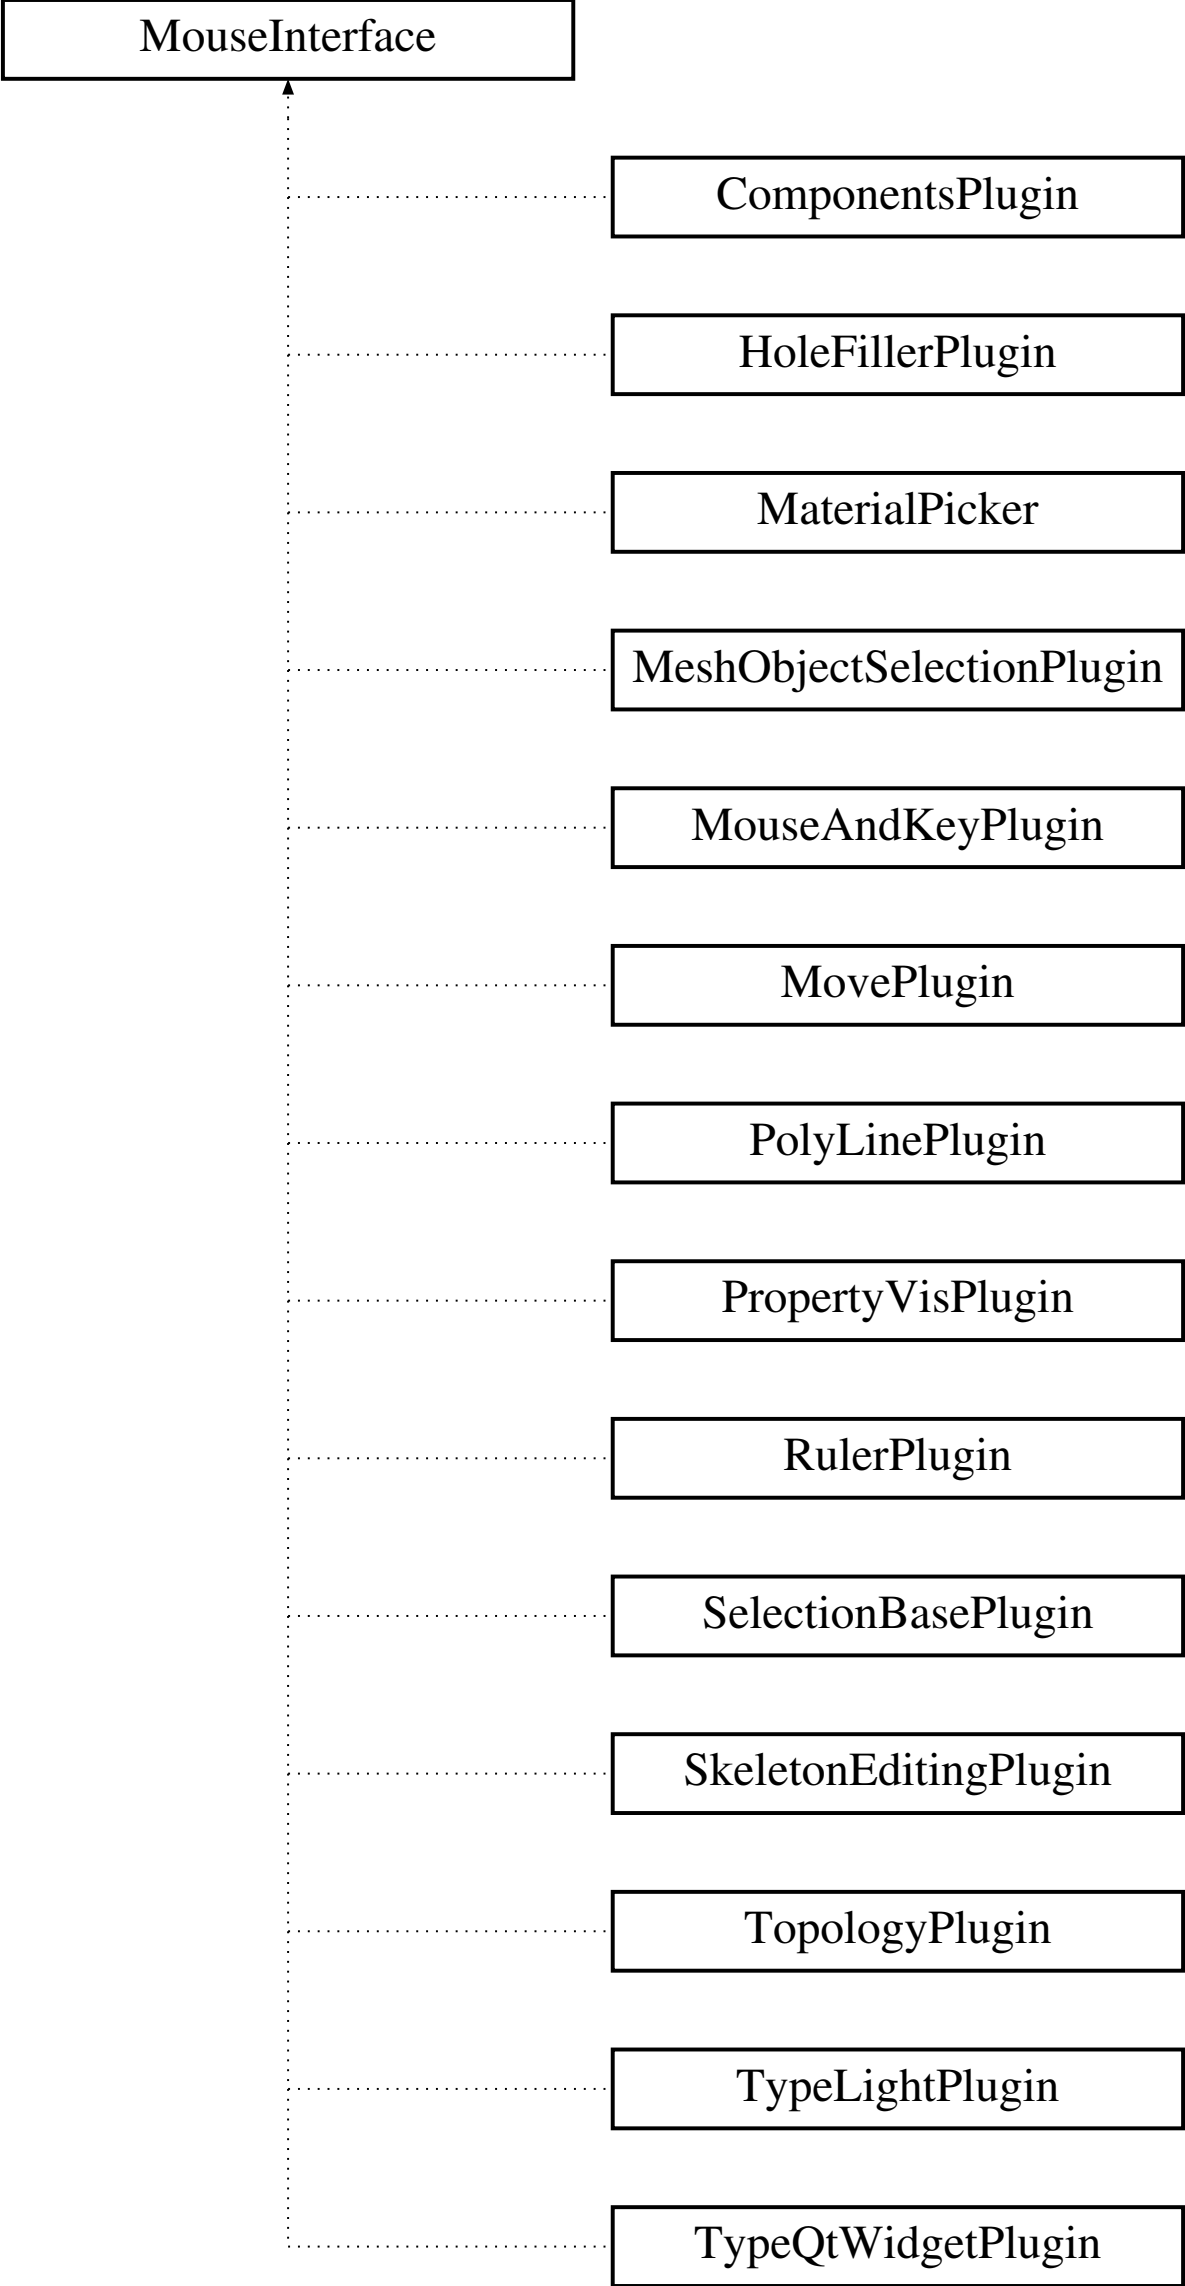 MouseInterface
ComponentsPlugin
HoleFillerPlugin
MaterialPicker
MeshObjectSelectionPlugin
MouseAndKeyPlugin
MovePlugin
PolyLinePlugin
PropertyVisPlugin
RulerPlugin
SelectionBasePlugin
SkeletonEditingPlugin
TopologyPlugin
TypeLightPlugin
TypeQtWidgetPlugin